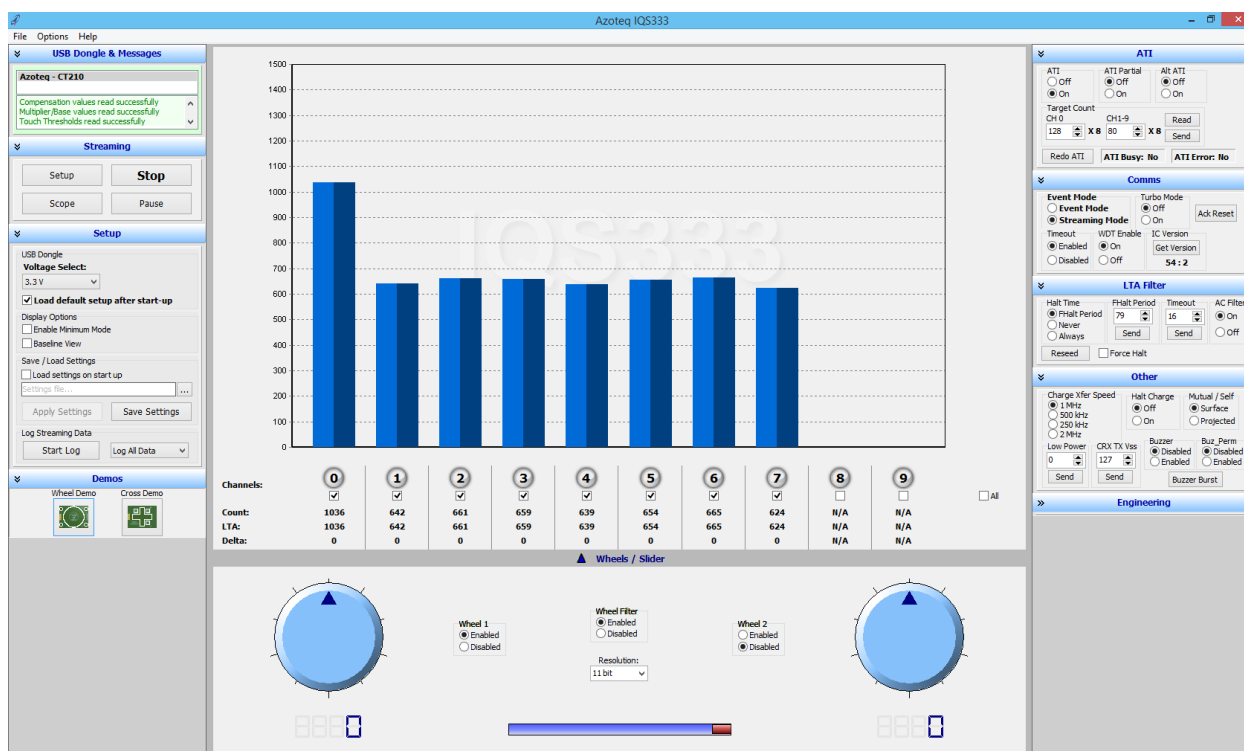 Azoteq IQS333
File Options Help
USB Dongle & Messages
Azoteq - CT210
Compensation values read successfully
Multiplier/Base values read successfully
Touch Thresholds read successfully
Streaming
Setup Stop
Scope Pause
Setup
USB Dongle
Voltage Select:
3.3 V
Load default setup after start-up
Display Options
Enable Minimum Mode
Baseline View
Save / Load Settings
Load settings on start up
Settings file... ...
Apply Settings Save Settings
Log Streaming Data
Start Log Log All Data
Demos
Wheel Demo Cross Demo
1500
1400
1300
1200
1100
1000
900
800
700
600
500
400
300
200
100
0
IQS333
Channels: 0 1 2 3 4 5 6 7 8 9
All
Count: 1036 642 661 659 639 654 665 624 N/A N/A
LTA: 1036 642 661 659 639 654 665 624 N/A N/A
Delta: 0 0 0 0 0 0 0 0 N/A N/A
Wheels / Slider
Wheel 1
Enabled
Disabled
Wheel Filter
Enabled
Disabled
Resolution:
11 bit
Wheel 2
Enabled
Disabled
0
0
ATI
ATI ATI Partial Alt ATI
Off Off Off
On On On
Target Count
CH 0 CH1-9 Read
128 X 8 80 X 8 Send
Redo ATI ATI Busy: No ATI Error: No
Comms
Event Mode Turbo Mode
Event Mode Off Ack Reset
Streaming Mode On
Timeout WDT Enable IC Version
Enabled On Get Version
Disabled Off 54 : 2
LTA Filter
Halt Time FHalt Period Timeout AC Filter
FHalt Period 79 16 On
Never Send Send Off
Always
Reseed Force Halt
Other
Charge Xfer Speed Halt Charge Mutual / Self
1 MHz Off Surface
500 kHz On Projected
250 kHz
2 MHz
Low Power CRX TX Vss Buzzer Buz_Perm
0 127 Disabled Disabled
Enabled Enabled
Send Send Buzzer Burst
Engineering